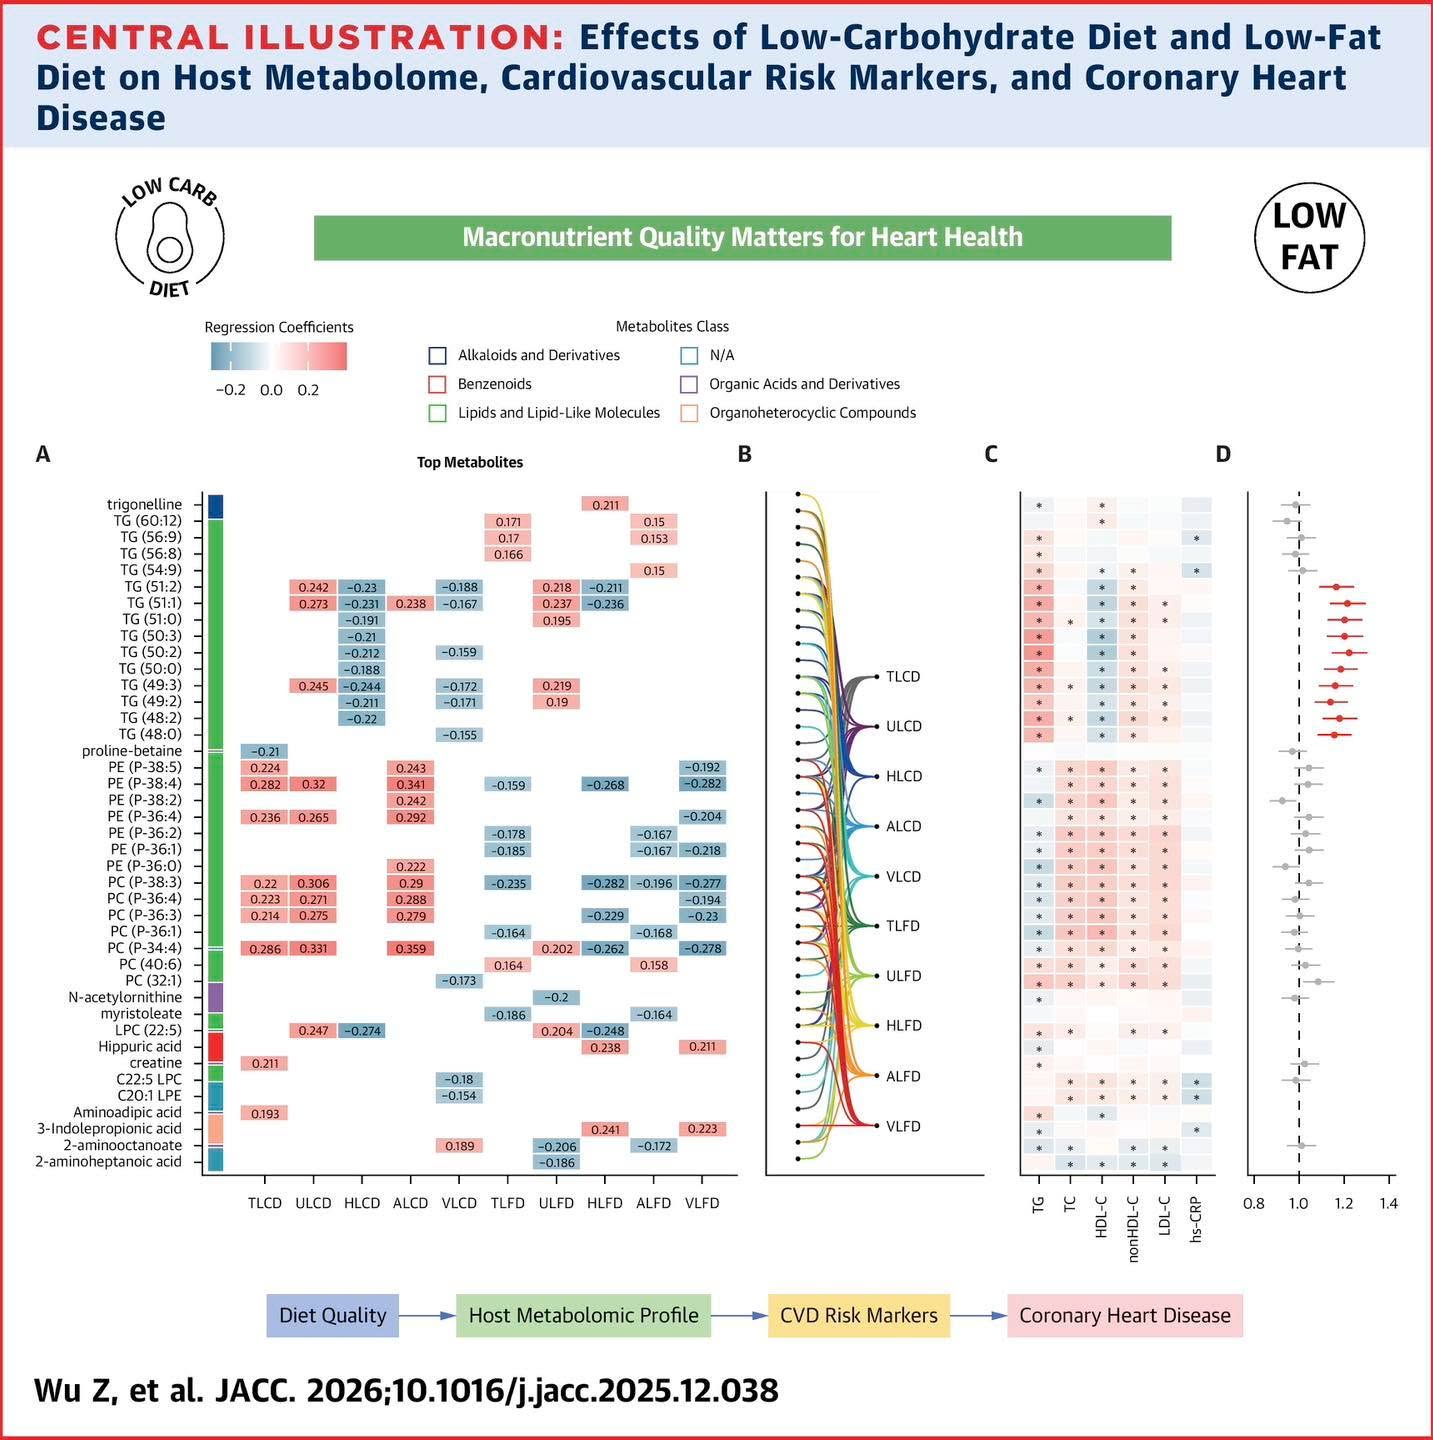 CENTRAL ILLUSTRATION: Effects of Low-Carbohydrate Diet and Low-Fat
Diet on Host Metabolome, Cardiovascular Risk Markers, and Coronary Heart
Disease
LOW CARB
DIET
Macronutrient Quality Matters for Heart Health
LOW
FAT
Regression Coefficients
−0.2 0.0 0.2
Metabolites Class
Alkaloids and Derivatives
N/A
Benzenoids
Organic Acids and Derivatives
Lipids and Lipid-Like Molecules
Organoheterocyclic Compounds
A
Top Metabolites
B
C
D
trigonelline 0.211 * *
TG (60:12) 0.171 0.15 *
TG (56:9) 0.17 0.153 * *
TG (56:8) 0.166 *
TG (54:9) 0.15 * * * *
TG (51:2) 0.242 −0.23 −0.188 0.218 −0.211 * * *
TG (51:1) 0.273 −0.231 0.238 −0.167 0.237 −0.236 * * * *
TG (51:0) −0.191 0.195 * * * * *
TG (50:3) −0.21 * * *
TG (50:2) −0.212 −0.159 * * *
TG (50:0) −0.188 * * * *
TG (49:3) 0.245 −0.244 −0.172 0.219 * * * * *
TG (49:2) −0.211 −0.171 0.19 * * * *
TG (48:2) −0.22 * * * * *
TG (48:0) −0.155 * * *
proline-betaine −0.21
PE (P-38:5) 0.224 0.243 −0.192 * * * * *
PE (P-38:4) 0.282 0.32 0.341 −0.159 −0.268 −0.282 * * * *
PE (P-38:2) 0.242 * * * * *
PE (P-36:4) 0.236 0.265 0.292 −0.204 * * * *
PE (P-36:2) −0.178 −0.167 * * * * *
PE (P-36:1) −0.185 −0.167 −0.218 * * * * *
PE (P-36:0) 0.222 * * * * *
PC (P-38:3) 0.22 0.306 0.29 −0.235 −0.282 −0.196 −0.277 * * * * *
PC (P-36:4) 0.223 0.271 0.288 −0.194 * * * * *
PC (P-36:3) 0.214 0.275 0.279 −0.229 −0.23 * * * * *
PC (P-36:1) −0.164 −0.168 * * * * *
PC (P-34:4) 0.286 0.331 0.359 0.202 −0.262 −0.278 * * * * *
PC (40:6) 0.164 0.158 * * * * *
PC (32:1) −0.173 * * * * *
N-acetylornithine −0.2 *
myristoleate −0.186 −0.164
LPC (22:5) 0.247 −0.274 0.204 −0.248 * * * *
Hippuric acid 0.238 0.211 *
creatine 0.211 *
C22:5 LPC −0.18 * * * * *
C20:1 LPE −0.154 * * * * *
Aminoadipic acid 0.193 * *
3-Indolepropionic acid 0.241 0.223 * *
2-aminooctanoate 0.189 −0.206 −0.172 * * * *
2-aminoheptanoic acid −0.186 * * * *
TLCD ULCD HLCD ALCD VLCD TLFD ULFD HLFD ALFD VLFD
TLCD
ULCD
HLCD
ALCD
VLCD
TLFD
ULFD
HLFD
ALFD
VLFD
TG
TC
HDL-C
nonHDL-C
LDL-C
hs-CRP
0.8 1.0 1.2 1.4
Diet Quality
Host Metabolomic Profile
CVD Risk Markers
Coronary Heart Disease
Wu Z, et al. JACC. 2026;10.1016/j.jacc.2025.12.038